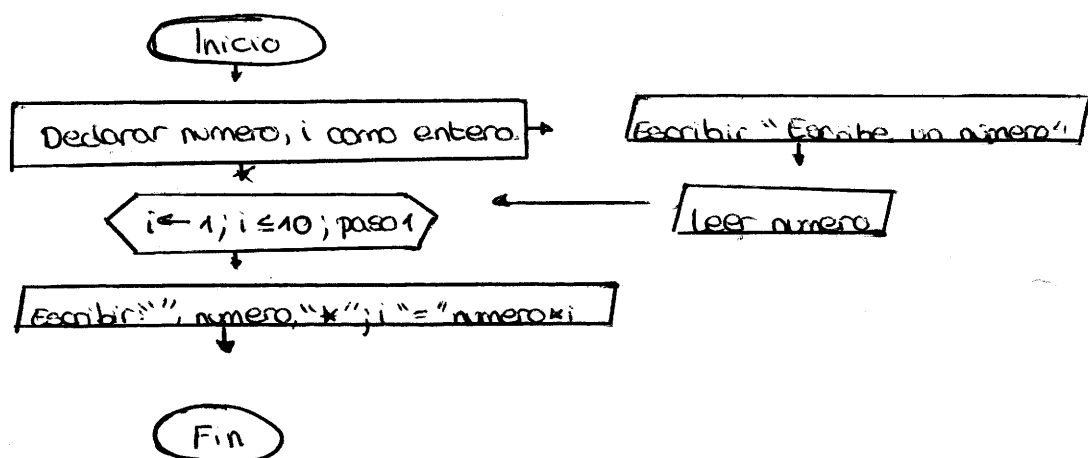 Inicio
Declarar numero, i como entero.
Escribir "Escribe un número"
Leer numero
i ← 1; i ≤ 10; paso 1
Escribir: "", numero, "*"; i "=" numero * i
Fin